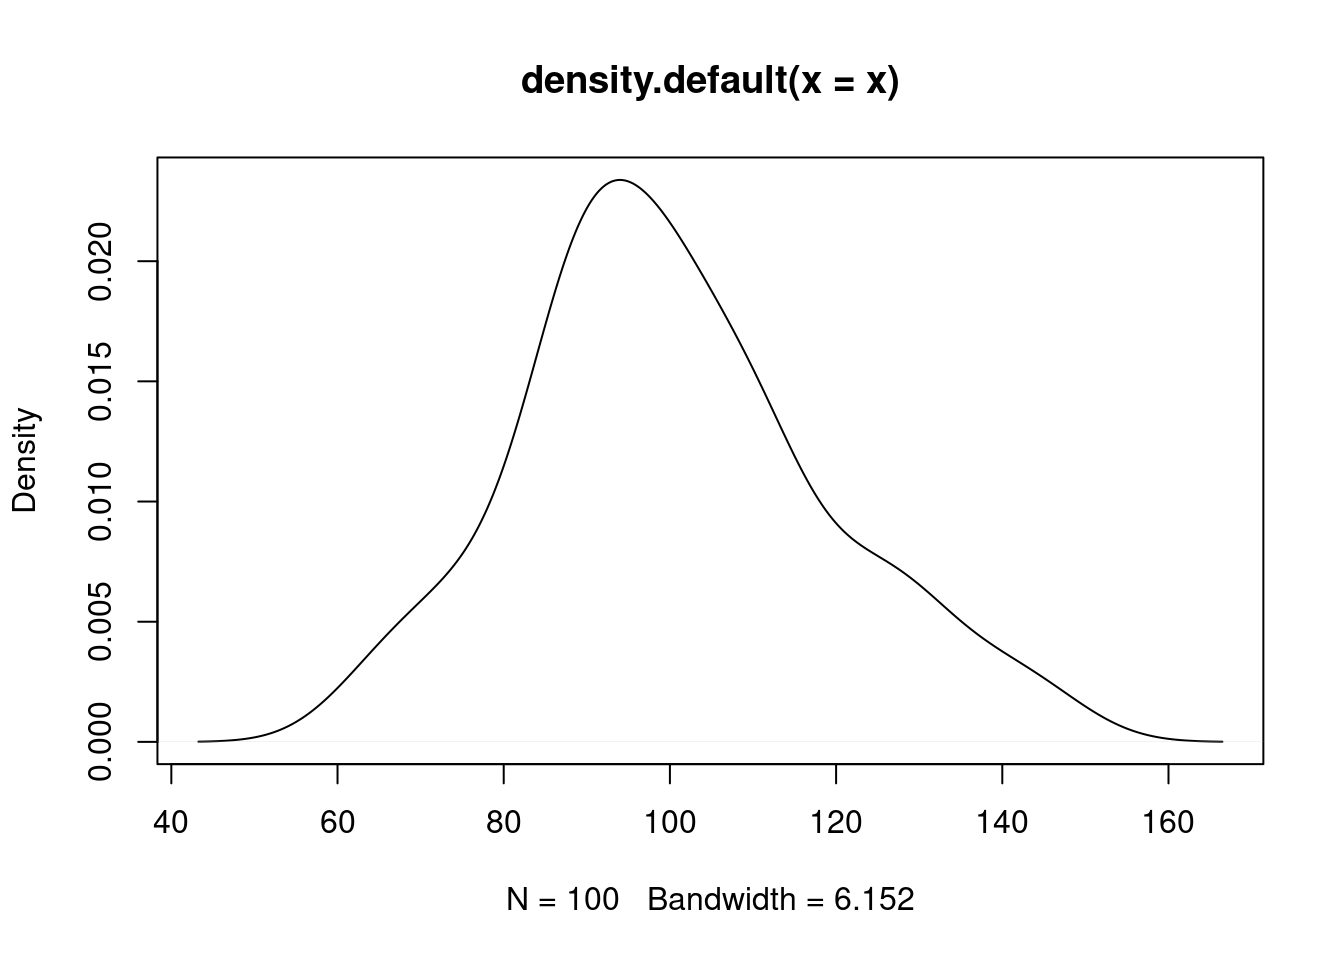 density.default(x = x)
Density
0.020
0.015
0.010
0.005
0.000
40 60 80 100 120 140 160
N = 100 Bandwidth = 6.152